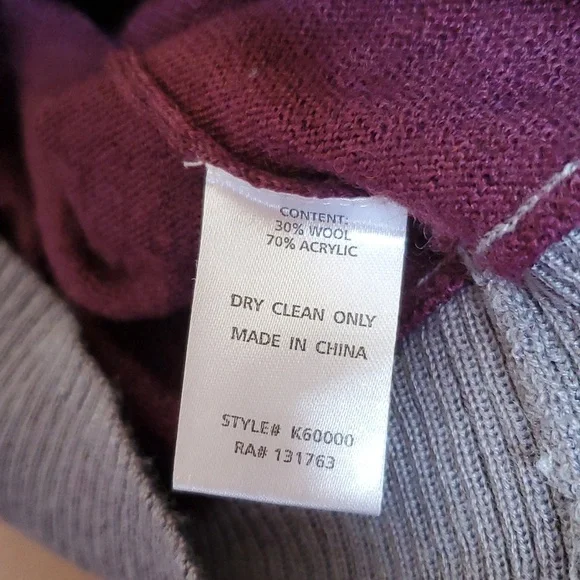 CONTENT:
30% WOOL
70% ACRYLIC
DRY CLEAN ONLY
MADE IN CHINA
STYLE# K60000
RA# 131763